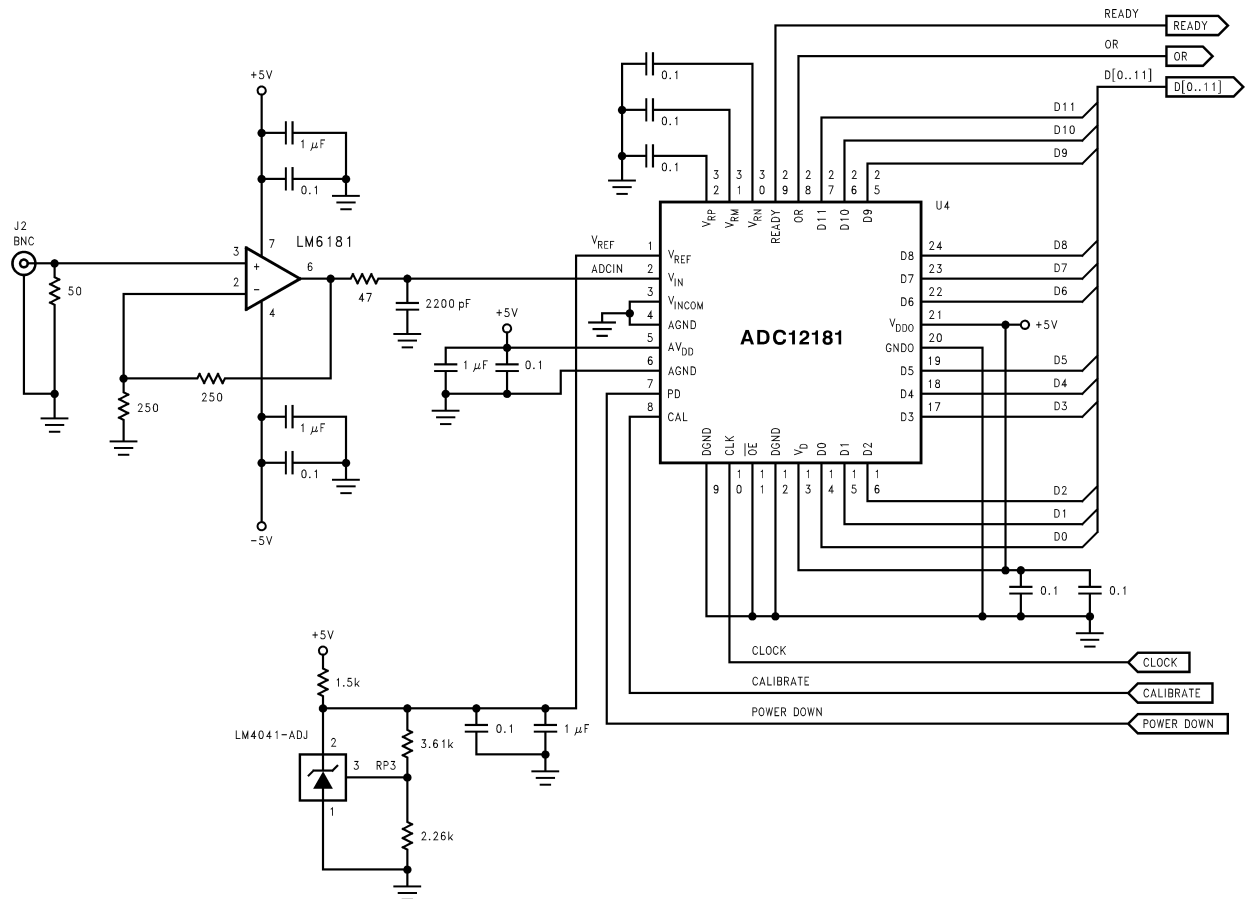 READY
READY
OR
OR
D[0..11]
D[0..11]
+5V
1 µF
0.1
0.1
0.1
0.1
D11
D10
D9
3 2
3 1
3 0
2 9
2 8
2 7
2 6
2 5
VRP
VRM
VRN
READY
OR
D11
D10
D9
U4
J2
BNC
50
LM6181
3
+
2
−
7
6
4
47
2200 pF
250
250
1 µF
0.1
-5V
VREF
ADCIN
1
2
3
4
5
6
7
8
VREF
VIN
VINCOM
AGND
AVDD
AGND
PD
CAL
+5V
1 µF
0.1
ADC12181
D8
D7
D6
VDDO
GNDO
D5
D4
D3
24
23
22
21
20
19
18
17
D8
D7
D6
+5V
D5
D4
D3
DGND
CLK
OE
DGND
VD
D0
D1
D2
9
1 0
1 1
1 2
1 3
1 4
1 5
1 6
D2
D1
D0
0.1
0.1
CLOCK
CLOCK
CALIBRATE
CALIBRATE
POWER DOWN
POWER DOWN
+5V
1.5k
LM4041-ADJ
2
3
RP3
1
3.61k
2.26k
0.1
1 µF